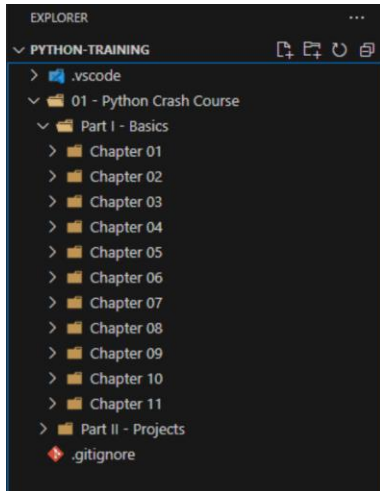 EXPLORER
PYTHON-TRAINING
.vscode
01 - Python Crash Course
Part I - Basics
Chapter 01
Chapter 02
Chapter 03
Chapter 04
Chapter 05
Chapter 06
Chapter 07
Chapter 08
Chapter 09
Chapter 10
Chapter 11
Part II - Projects
.gitignore